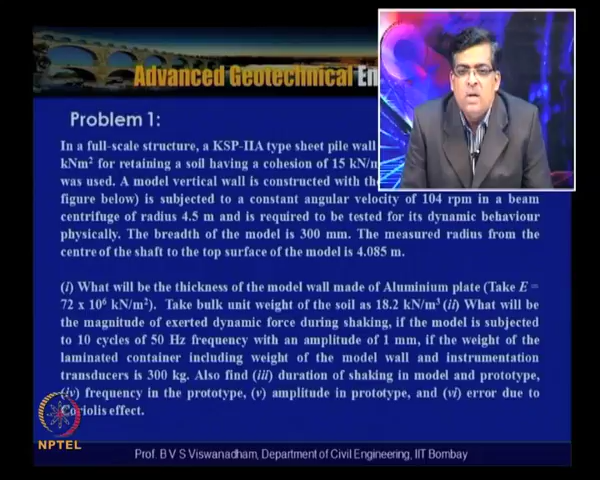 Advanced Geotechnical En
Problem 1:
In a full-scale structure, a KSP-IIA type sheet pile wall
kNm² for retaining a soil having a cohesion of 15 kN/m
was used. A model vertical wall is constructed with the
figure below) is subjected to a constant angular velocity of 104 rpm in a beam
centrifuge of radius 4.5 m and is required to be tested for its dynamic behaviour
physically. The breadth of the model is 300 mm. The measured radius from the
centre of the shaft to the top surface of the model is 4.085 m.
(i) What will be the thickness of the model wall made of Aluminium plate (Take E =
72 x 10⁶ kN/m²). Take bulk unit weight of the soil as 18.2 kN/m³ (ii) What will be
the magnitude of exerted dynamic force during shaking, if the model is subjected
to 10 cycles of 50 Hz frequency with an amplitude of 1 mm, if the weight of the
laminated container including weight of the model wall and instrumentation
transducers is 300 kg. Also find (iii) duration of shaking in model and prototype,
(iv) frequency in the prototype, (v) amplitude in prototype, and (vi) error due to
Coriolis effect.
NPTEL
Prof. B V S Viswanadham, Department of Civil Engineering, IIT Bombay